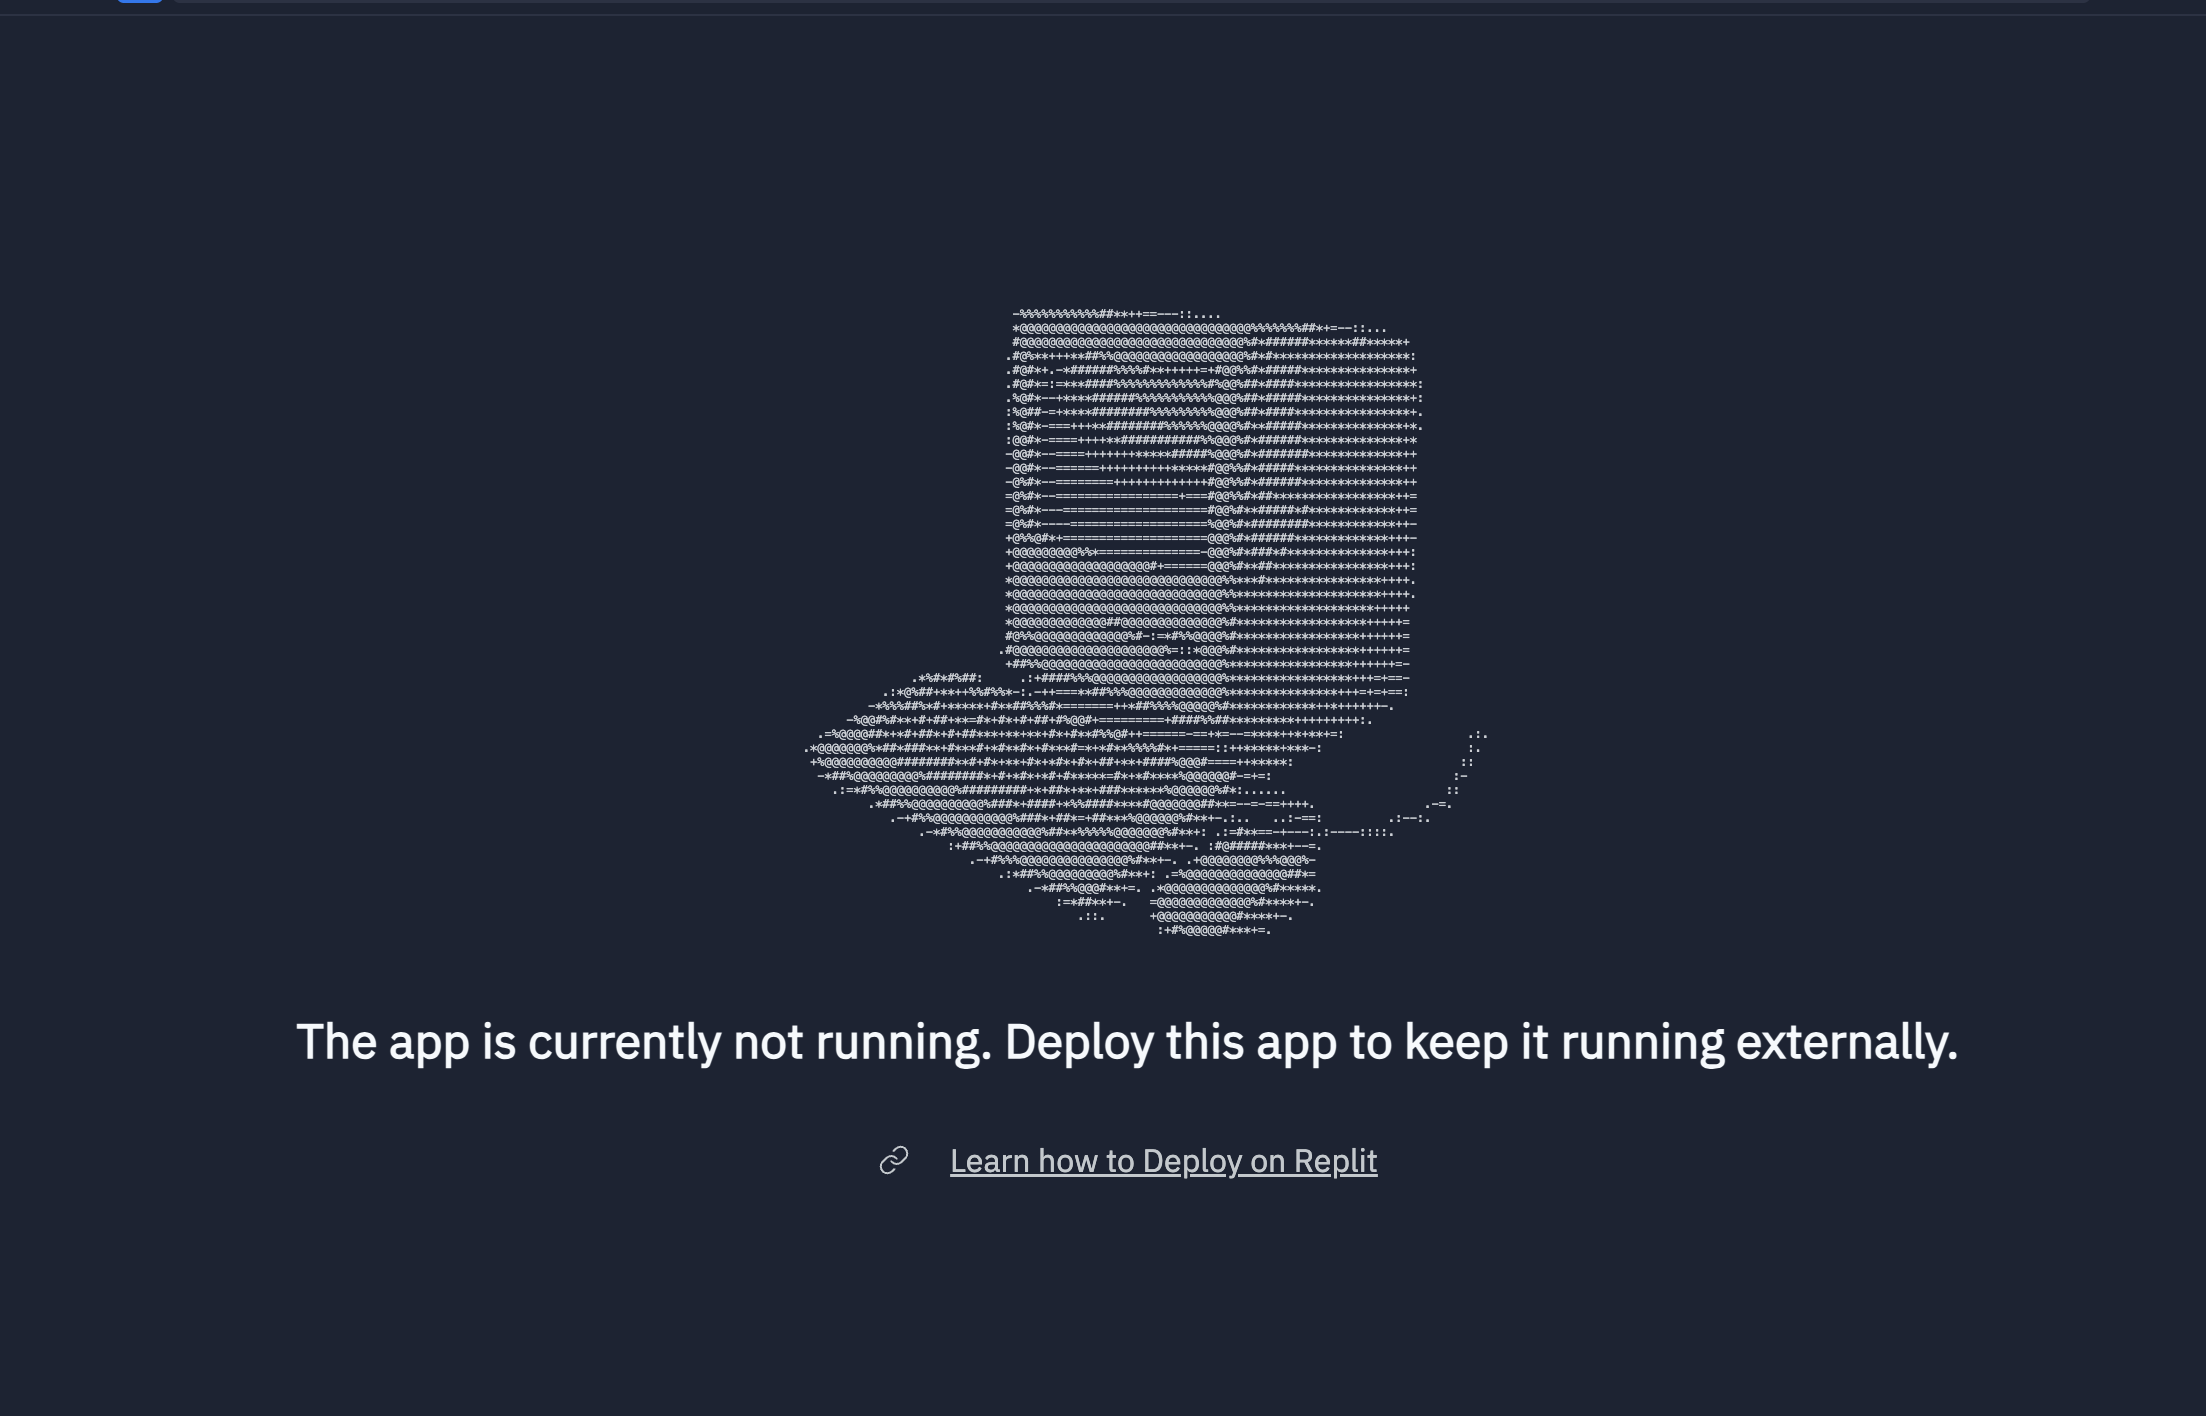 The app is currently not running. Deploy this app to keep it running externally.
Learn how to Deploy on Replit